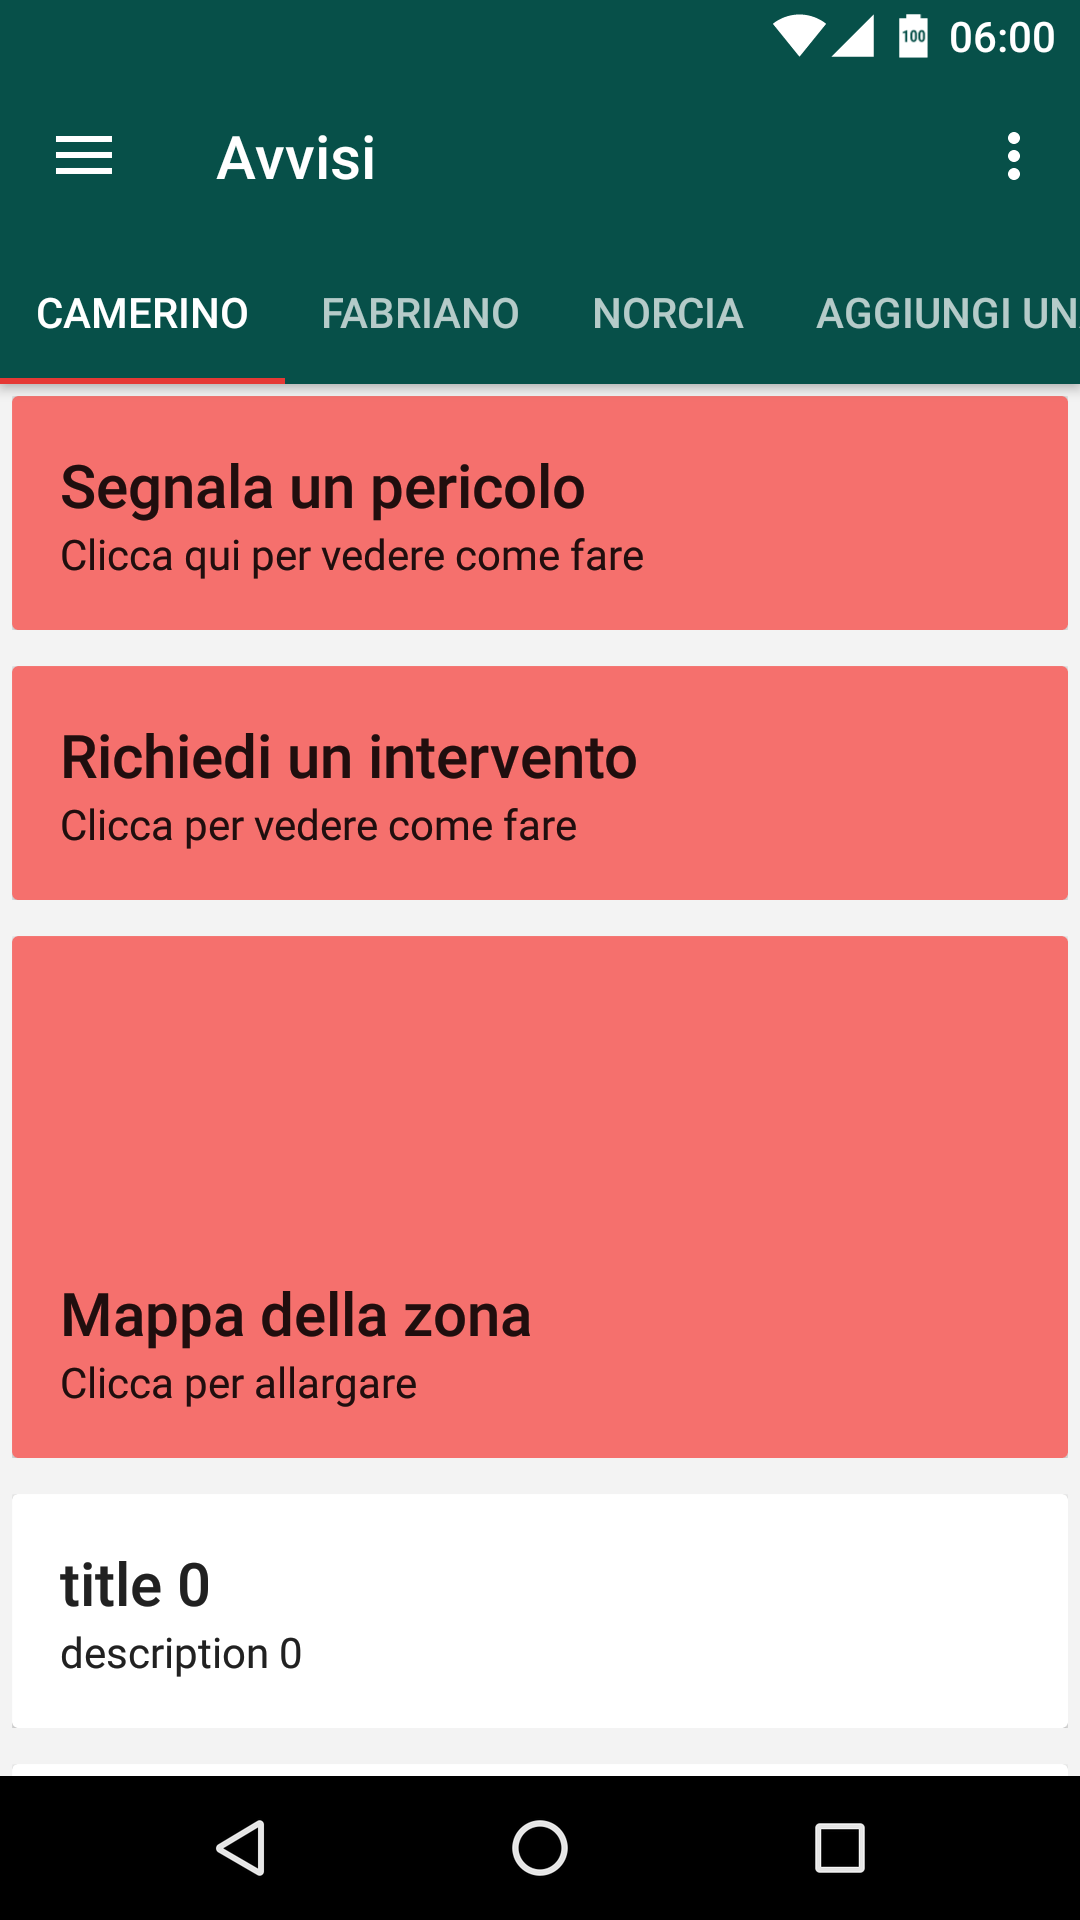 100 06:00
Avvisi
CAMERINO FABRIANO NORCIA AGGIUNGI
Segnala un pericolo
Clicca qui per vedere come fare
Richiedi un intervento
Clicca per vedere come fare
Mappa della zona
Clicca per allargare
title 0
description 0